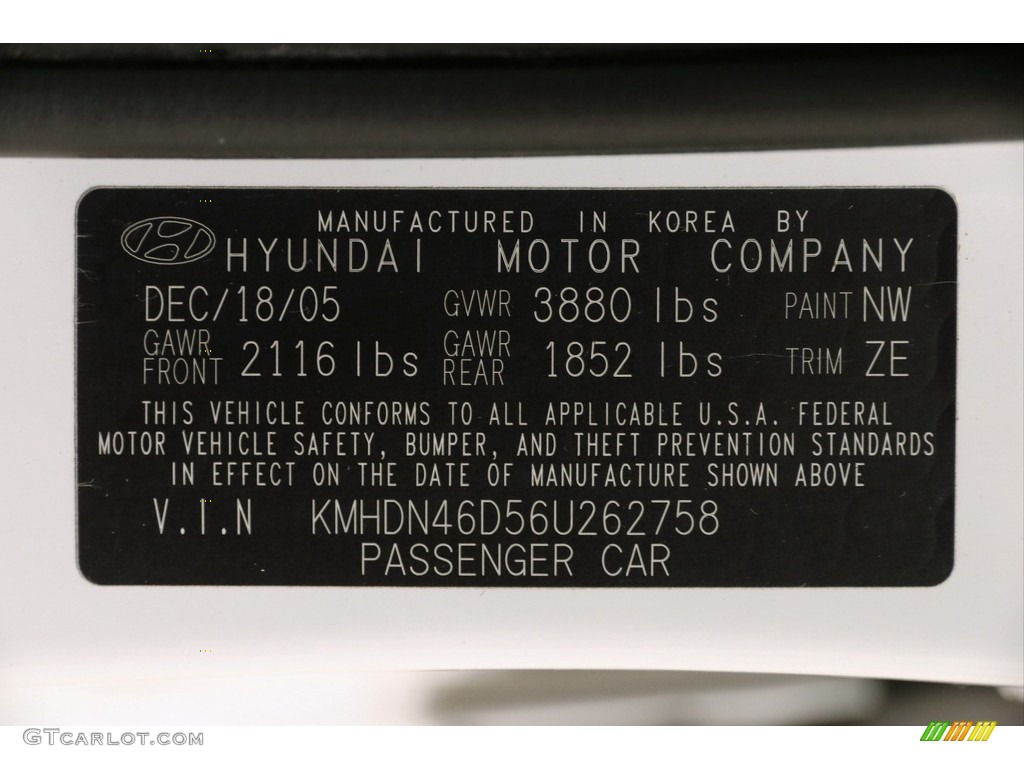 MANUFACTURED IN KOREA BY
HYUNDAI MOTOR COMPANY
DEC/18/05 GVWR 3880 lbs PAINT NW
GAWR FRONT 2116 lbs GAWR REAR 1852 lbs TRIM ZE
THIS VEHICLE CONFORMS TO ALL APPLICABLE U.S.A. FEDERAL
MOTOR VEHICLE SAFETY, BUMPER, AND THEFT PREVENTION STANDARDS
IN EFFECT ON THE DATE OF MANUFACTURE SHOWN ABOVE
V.I.N KMHDN46D56U262758
PASSENGER CAR
GTCARLOT.COM